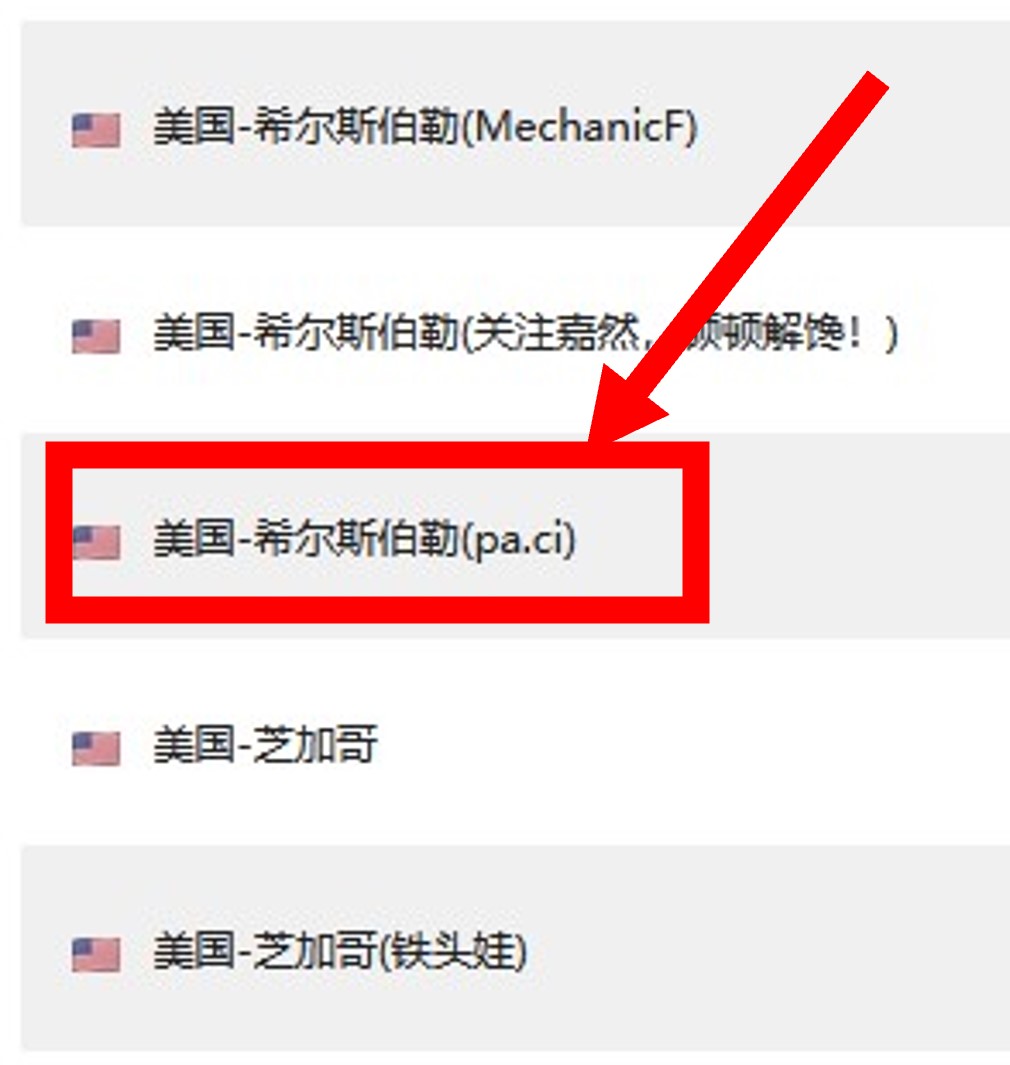 美国-希尔斯伯勒(MechanicF)
美国-希尔斯伯勒(关注嘉然，顿解馋！)
美国-希尔斯伯勒(pa.ci)
美国-芝加哥
美国-芝加哥(铁头娃)